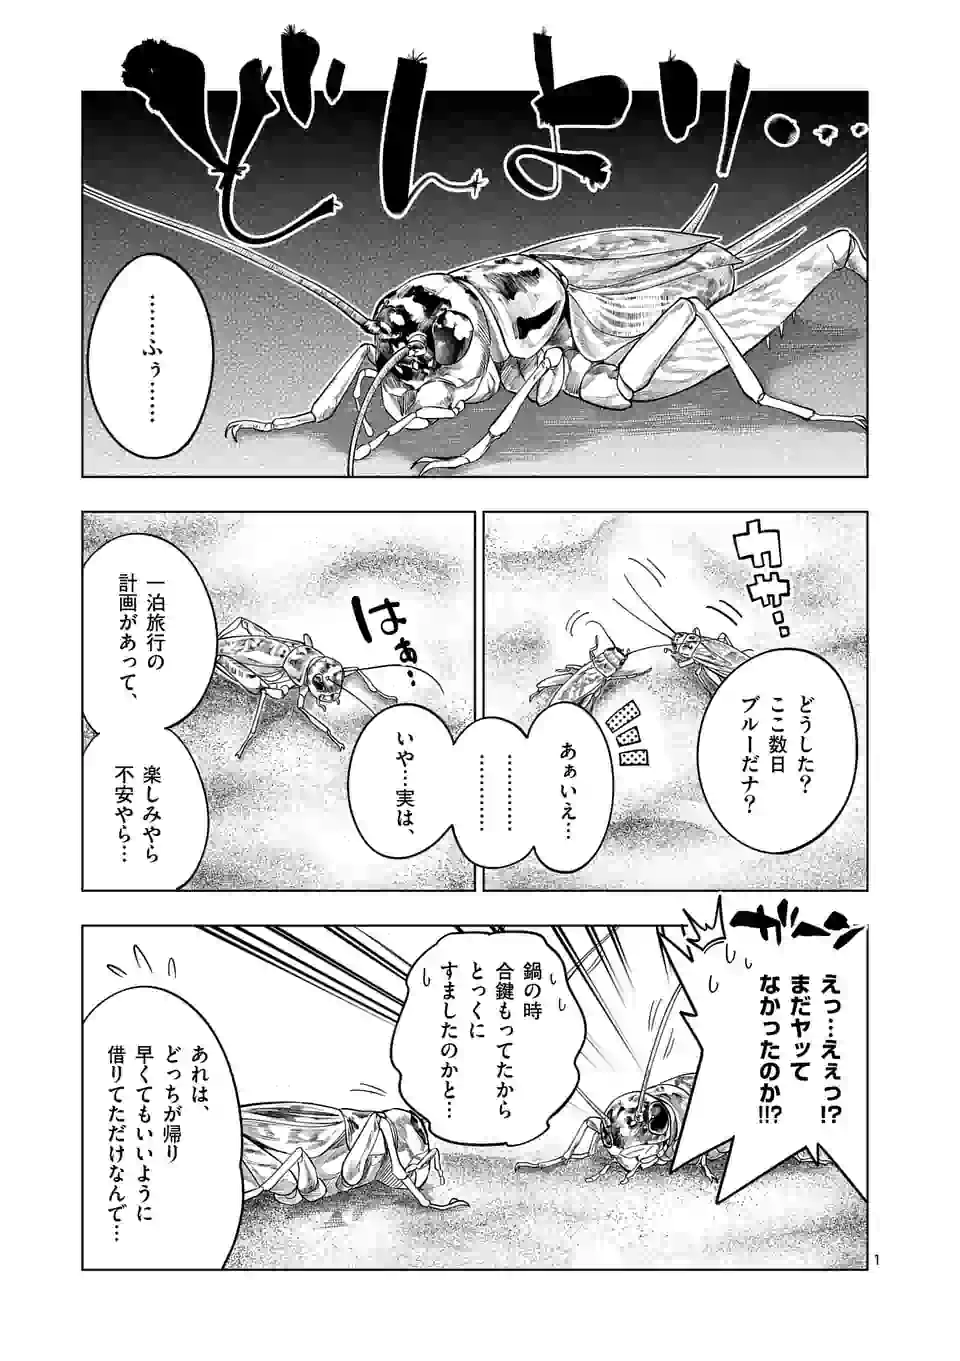 どんより…
……ふぅ……
カサ…
どうした？
ここ数日
ブルーだナ？
あぁいえ…
…………
いや…実は、
はぁ…
一泊旅行の
計画があって、
楽しみやら
不安やら…
ガーン
えっ…ええっ!?
まだヤッて
なかったのか!!?
鍋の時
合鍵もってたから
とっくに
すましたのかと…
あれは、
どっちが帰り
早くてもいいように
借りてただけなんで…
1